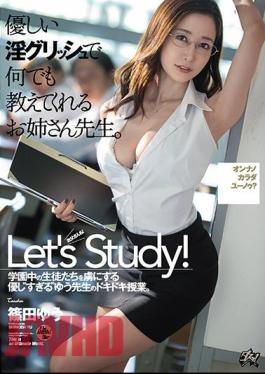 優しい
淫グリッシュで
何でも
教えてくれる
お姉さん先生。
オンナノ
カラダ
ユーノゥ?
Let's Study!
学園中の生徒たちを虜にする
優しすぎる ゆう先生のドキドキ授業。
篠田ゆう